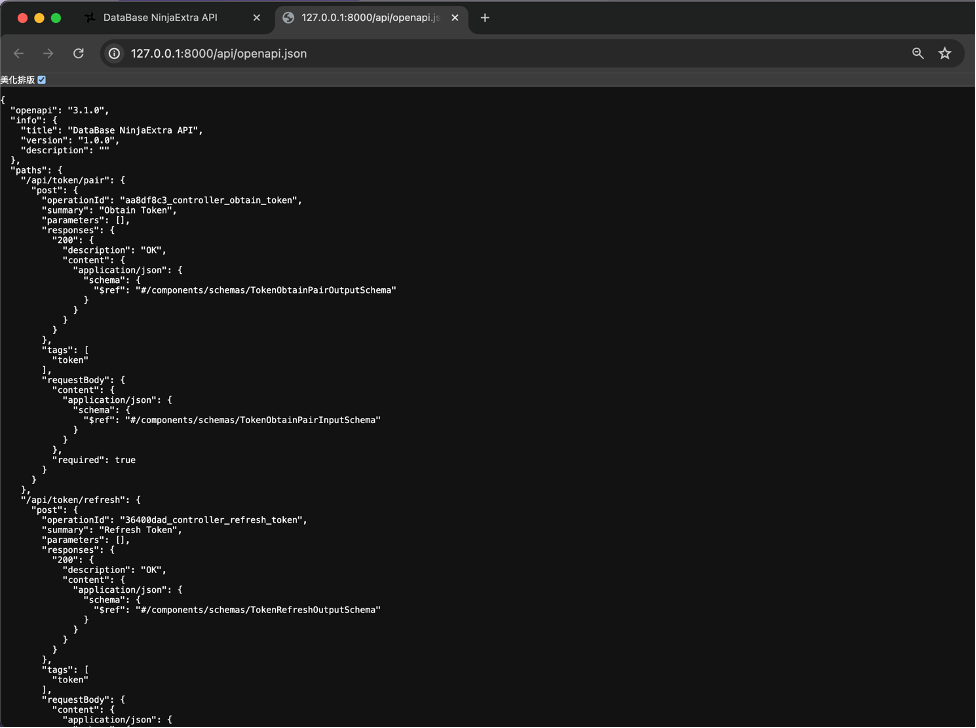 DataBase NinjaExtra API
127.0.0.1:8000/api/openapi.js
127.0.0.1:8000/api/openapi.json
美化排版
{
  "openapi": "3.1.0",
  "info": {
    "title": "DataBase NinjaExtra API",
    "version": "1.0.0",
    "description": ""
  },
  "paths": {
    "/api/token/pair": {
      "post": {
        "operationId": "aa8df8c3_controller_obtain_token",
        "summary": "Obtain Token",
        "parameters": [],
        "responses": {
          "200": {
            "description": "OK",
            "content": {
              "application/json": {
                "schema": {
                  "$ref": "#/components/schemas/TokenObtainPairOutputSchema"
                }
              }
            }
          }
        },
        "tags": [
          "token"
        ],
        "requestBody": {
          "content": {
            "application/json": {
              "schema": {
                "$ref": "#/components/schemas/TokenObtainPairInputSchema"
              }
            }
          },
          "required": true
        }
      }
    },
    "/api/token/refresh": {
      "post": {
        "operationId": "36400dad_controller_refresh_token",
        "summary": "Refresh Token",
        "parameters": [],
        "responses": {
          "200": {
            "description": "OK",
            "content": {
              "application/json": {
                "schema": {
                  "$ref": "#/components/schemas/TokenRefreshOutputSchema"
                }
              }
            }
          }
        },
        "tags": [
          "token"
        ],
        "requestBody": {
          "content": {
            "application/json": {